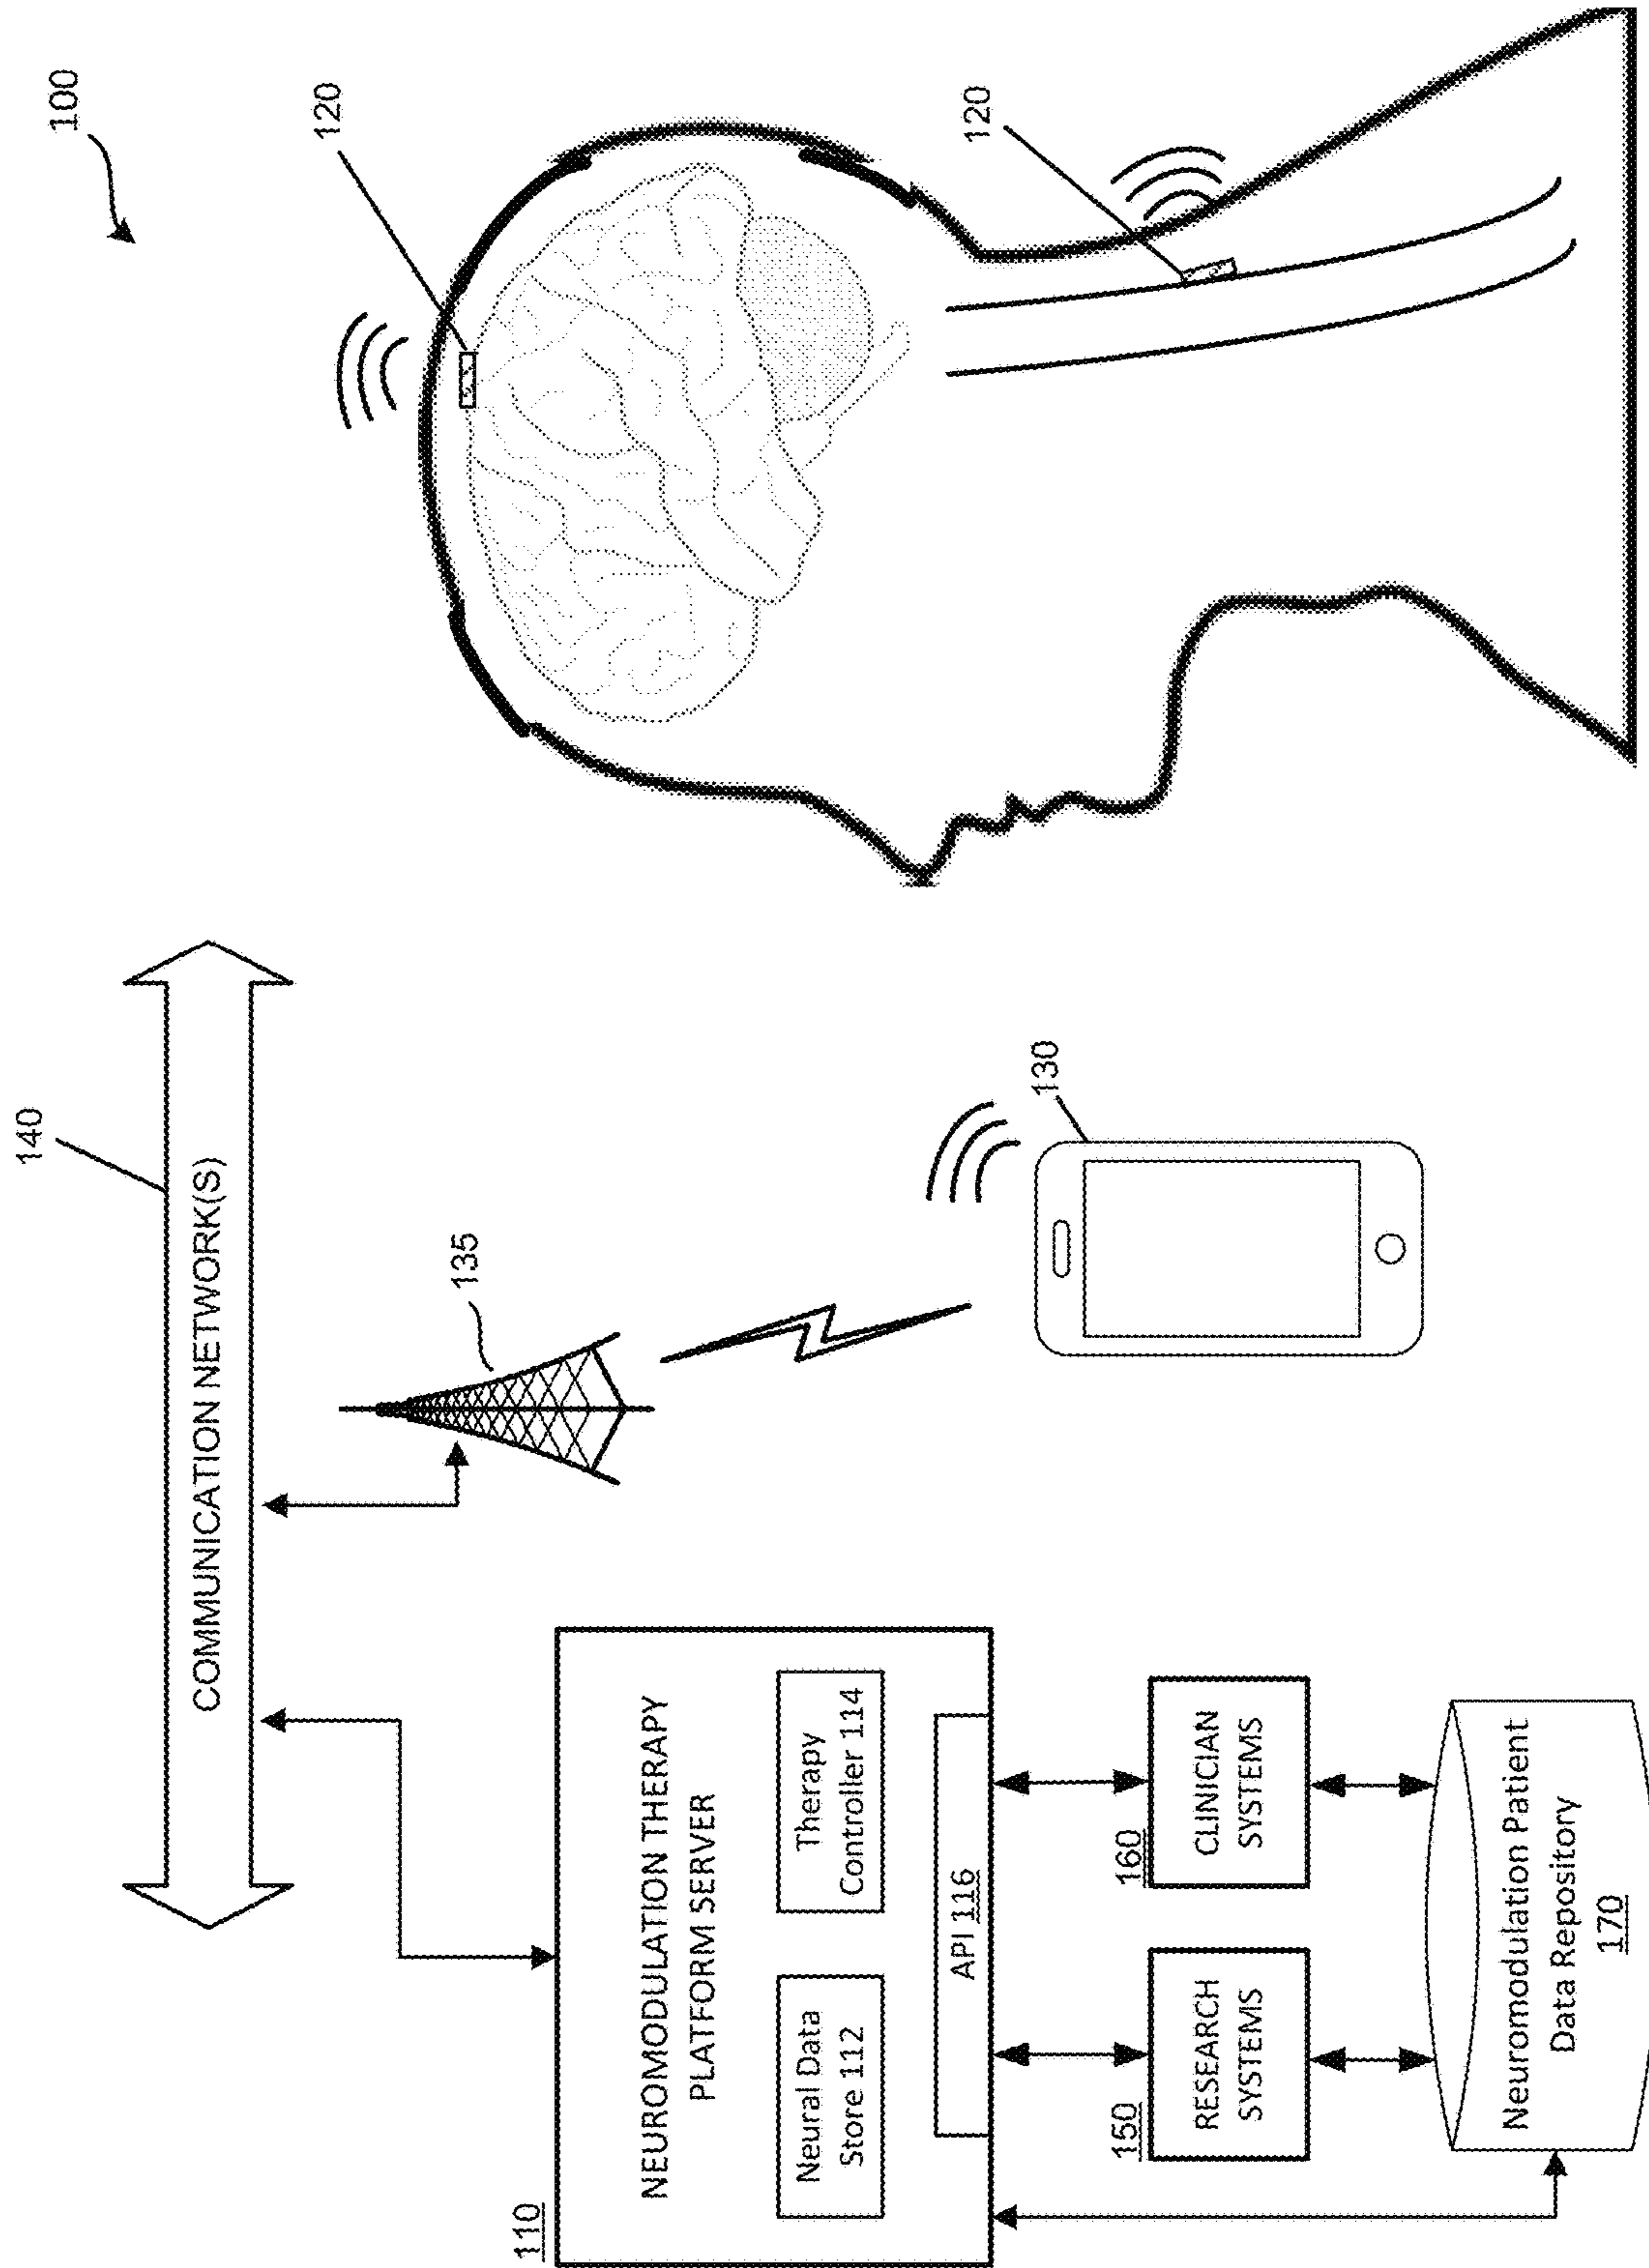 100
140
COMMUNICATION NETWORK(S)
120
135
110
NEUROMODULATION THERAPY
PLATFORM SERVER
Neural Data
Store 112
Therapy
Controller 114
API 116
130
120
150
RESEARCH
SYSTEMS
160
CLINICIAN
SYSTEMS
Neuromodulation Patient
Data Repository
170